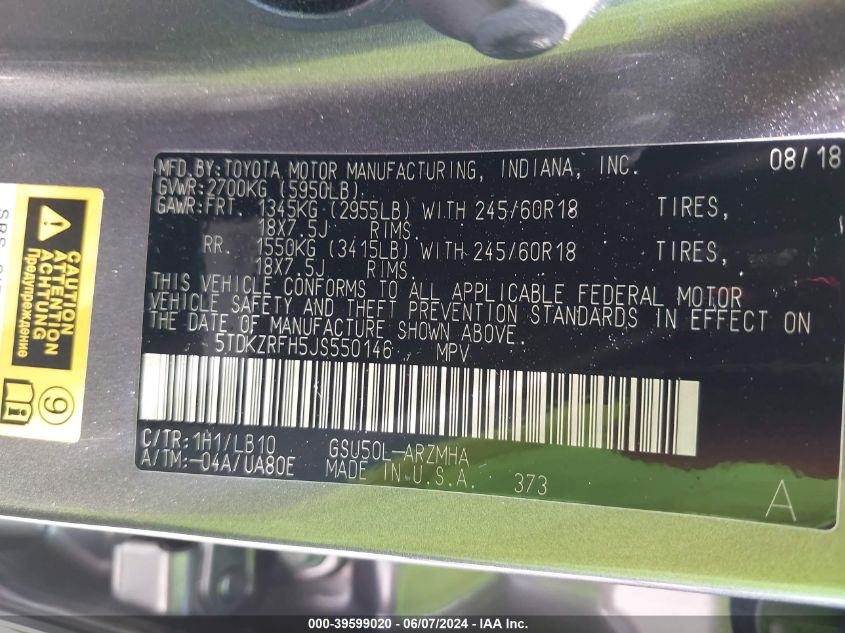 MFD.BY:TOYOTA MOTOR MANUFACTURING, INDIANA, INC. 08/18
GVWR:2700KG (5950LB)
GAWR:FRT. 1345KG (2955LB) WITH 245/60R18 TIRES,
18X7.5J RIMS.
RR. 1550KG (3415LB) WITH 245/60R18 TIRES,
18X7.5J RIMS.
THIS VEHICLE CONFORMS TO ALL APPLICABLE FEDERAL MOTOR
VEHICLE SAFETY AND THEFT PREVENTION STANDARDS IN EFFECT ON
THE DATE OF MANUFACTURE SHOWN ABOVE.
5TDKZRFH5JS550146 MPV
C/TR:1H1/LB10 GSU50L-ARZMHA
A/TM:-04A/UA80E MADE IN U.S.A. 373 A
CAUTION
ATTENTION
ACHTUNG
Предупреждение
9
000-39599020 - 06/07/2024 - IAA Inc.